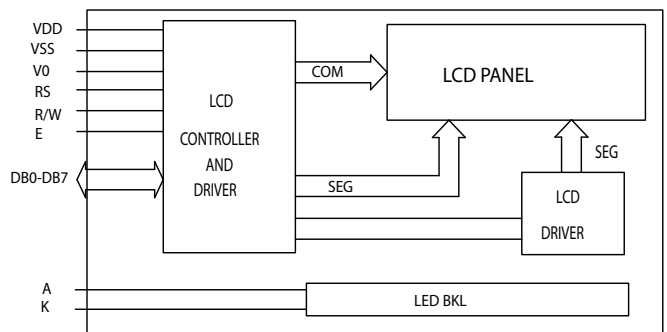 VDD
VSS
V0
RS
R/W
E
DB0-DB7
A
K
LCD
CONTROLLER
AND
DRIVER
COM
SEG
LCD PANEL
SEG
LCD
DRIVER
LED BKL